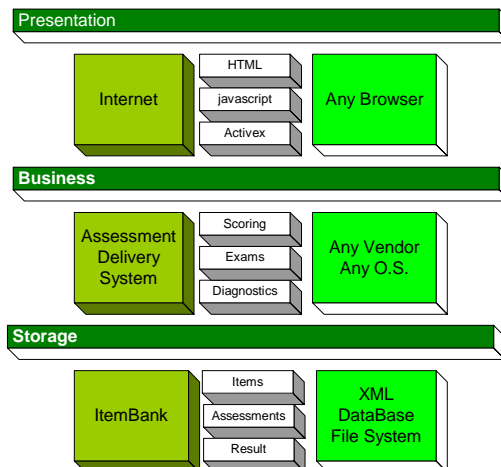 Presentation
Internet
HTML
javascript
Activex
Any Browser
Business
Assessment
Delivery
System
Scoring
Exams
Diagnostics
Any Vendor
Any O.S.
Storage
ItemBank
Items
Assessments
Result
XML
DataBase
File System